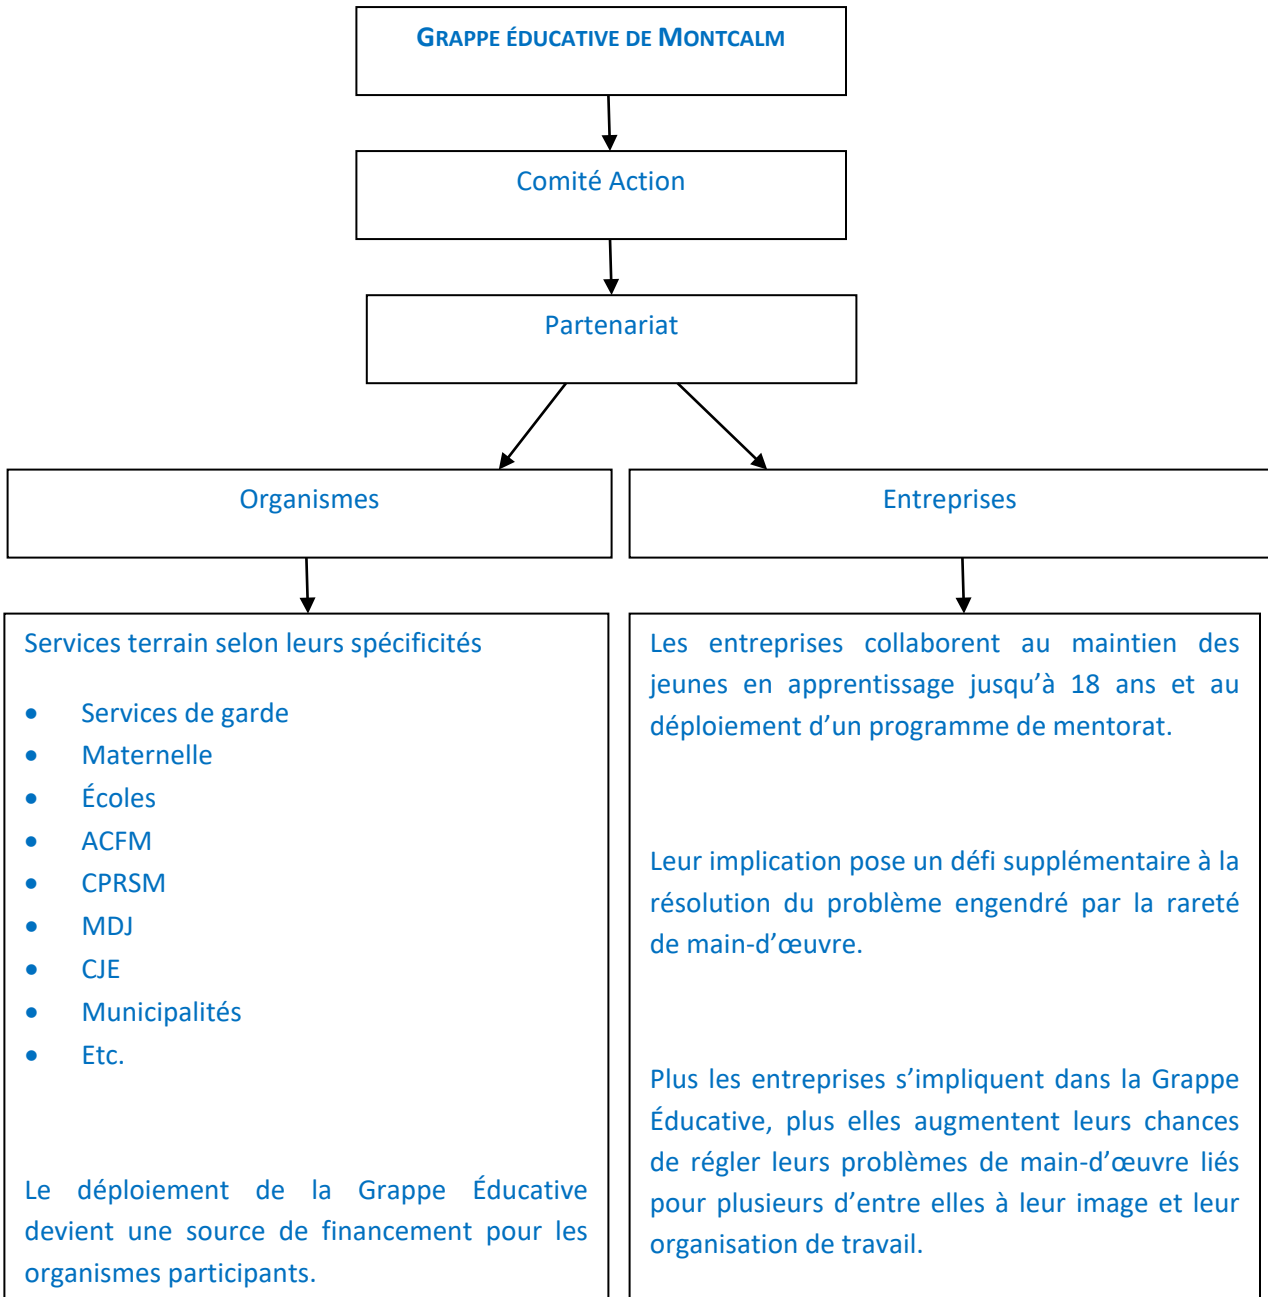 GRAPPE ÉDUCATIVE DE MONTCALM
Comité Action
Partenariat
Organismes
Entreprises
Services terrain selon leurs spécificités
• Services de garde
• Maternelle
• Écoles
• ACFM
• CPRSM
• MDJ
• CJE
• Municipalités
• Etc.
Le déploiement de la Grappe Éducative
devient une source de financement pour les
organismes participants.
Les entreprises collaborent au maintien des
jeunes en apprentissage jusqu’à 18 ans et au
déploiement d’un programme de mentorat.
Leur implication pose un défi supplémentaire à la
résolution du problème engendré par la rareté
de main-d’œuvre.
Plus les entreprises s’impliquent dans la Grappe
Éducative, plus elles augmentent leurs chances
de régler leurs problèmes de main-d’œuvre liés
pour plusieurs d’entre elles à leur image et leur
organisation de travail.